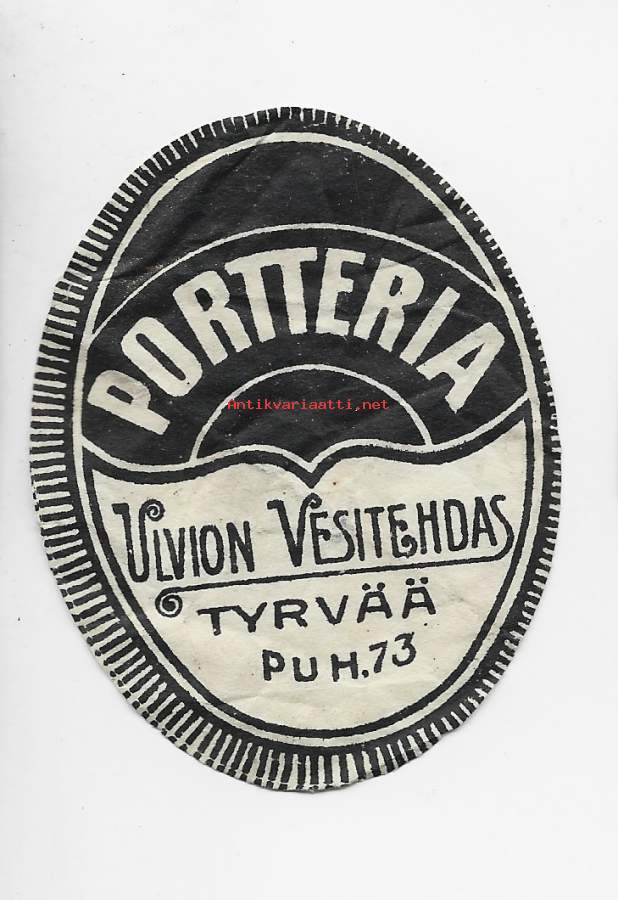 PORTTERIA
Antikvariaatti.net
ULVION VESITEHDAS
TYRVÄÄ
PUH.73